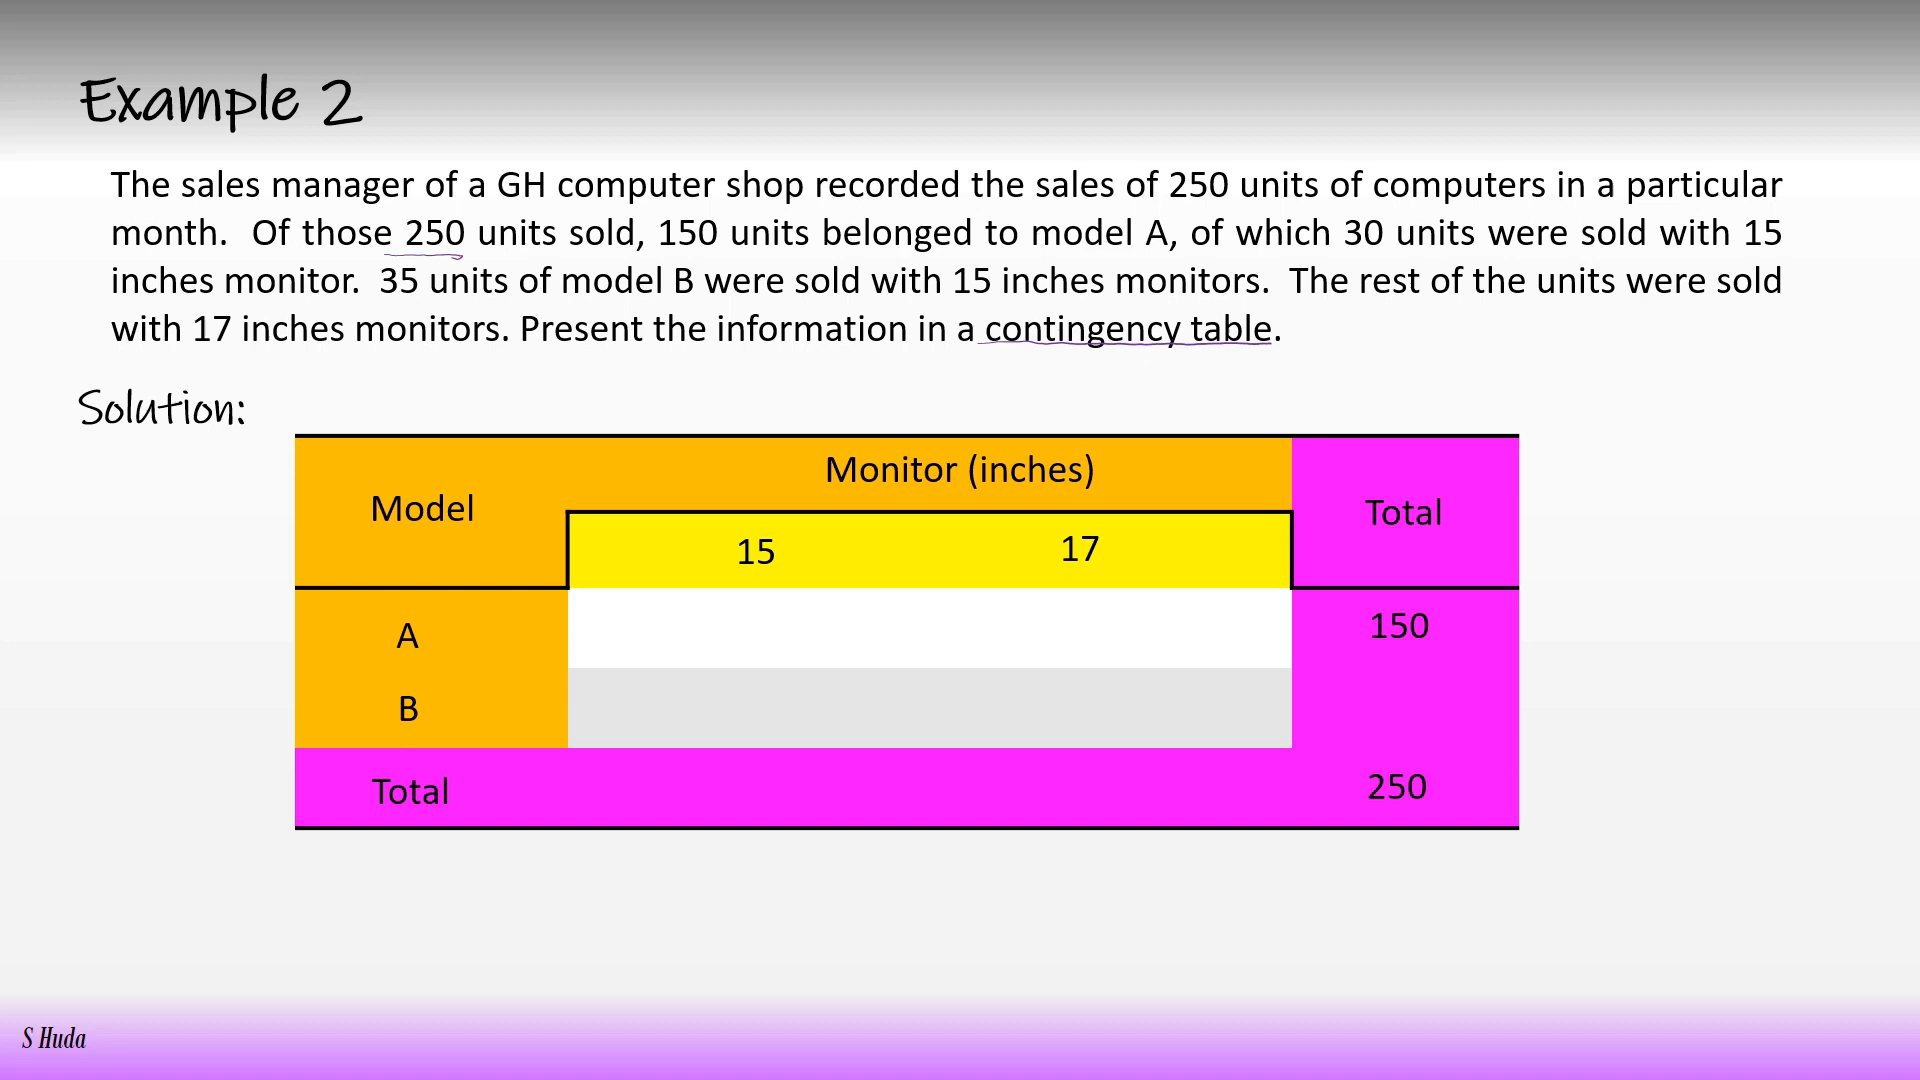 Example 2
The sales manager of a GH computer shop recorded the sales of 250 units of computers in a particular
month.  Of those 250 units sold, 150 units belonged to model A, of which 30 units were sold with 15
inches monitor.  35 units of model B were sold with 15 inches monitors.  The rest of the units were sold
with 17 inches monitors. Present the information in a contingency table.
Solution:
Monitor (inches)
Model
Total
15 17
A 150
B
Total 250
S Huda